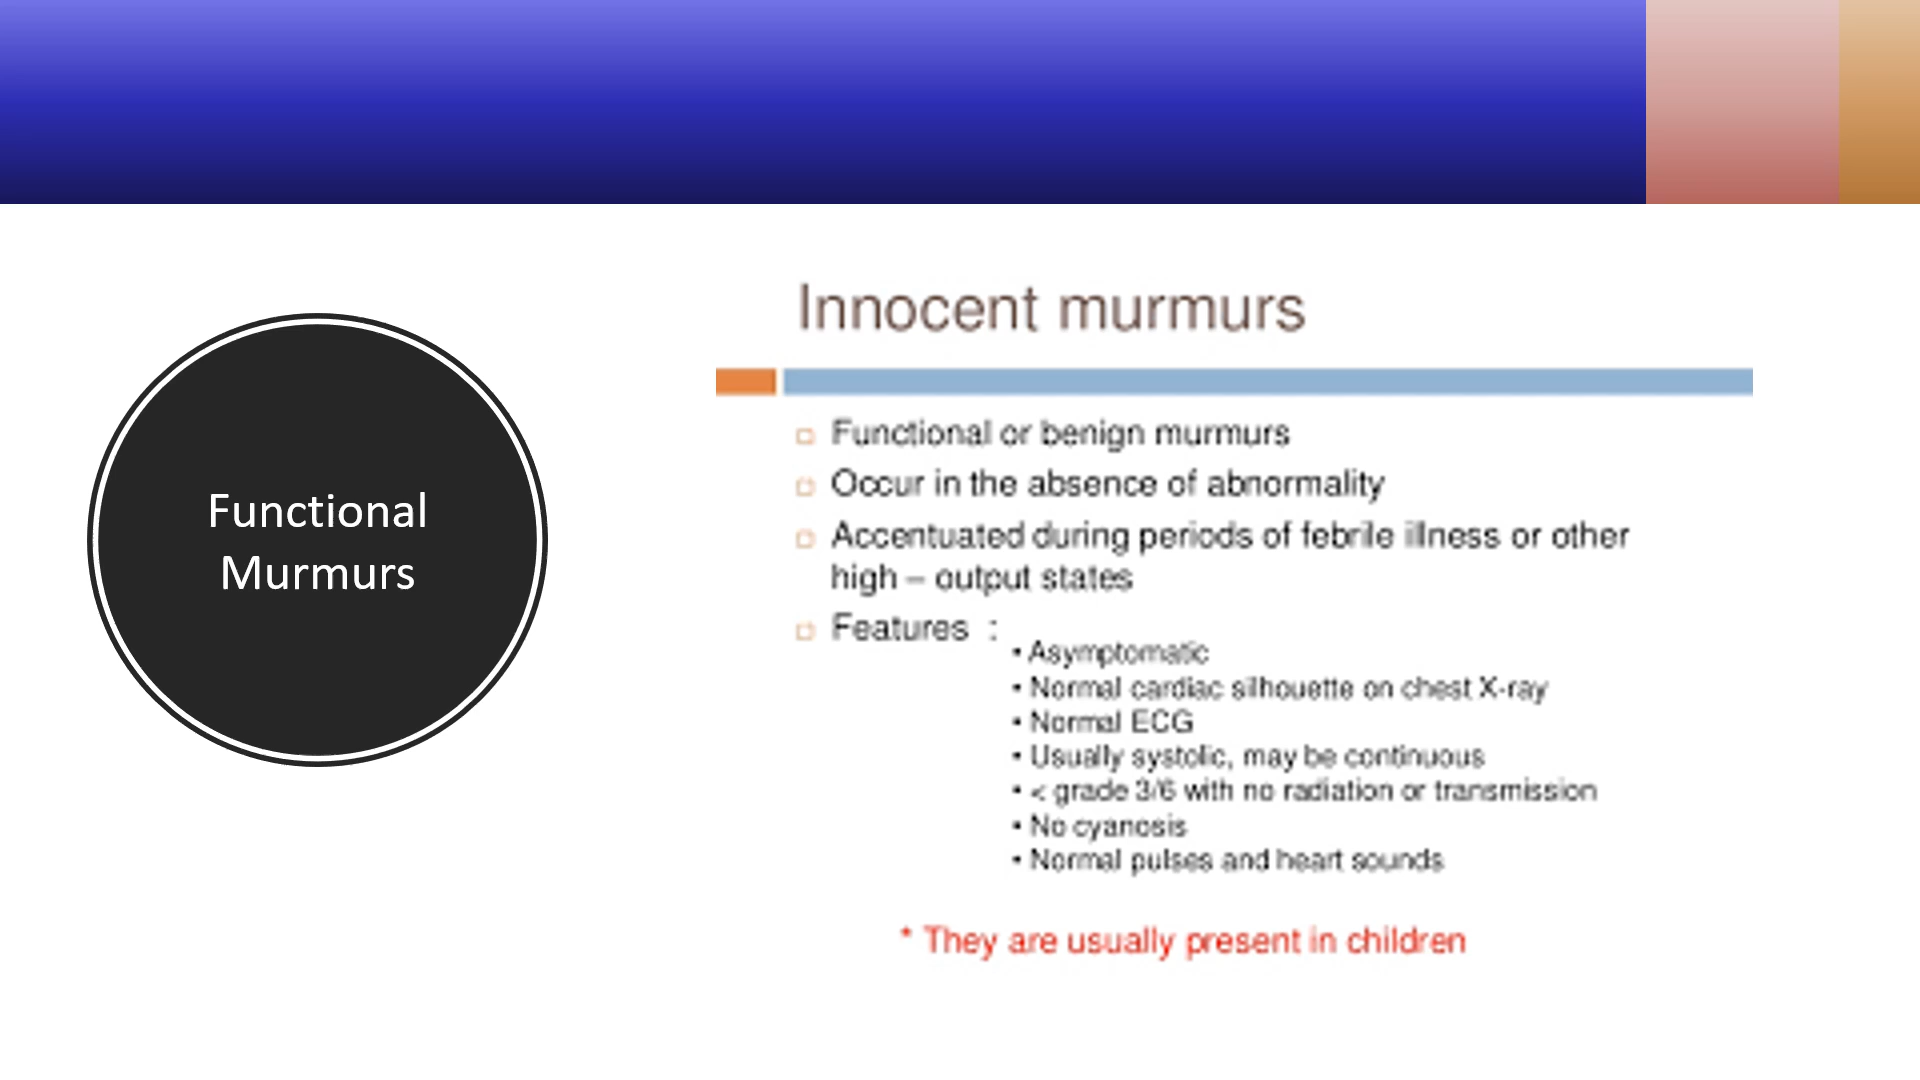 Functional
Murmurs
Innocent murmurs
Functional or benign murmurs
Occur in the absence of abnormality
Accentuated during periods of febrile illness or other
high – output states
Features :
• Asymptomatic
• Normal cardiac silhouette on chest X-ray
• Normal ECG
• Usually systolic, may be continuous
• < grade 3/6 with no radiation or transmission
• No cyanosis
• Normal pulses and heart sounds
* They are usually present in children